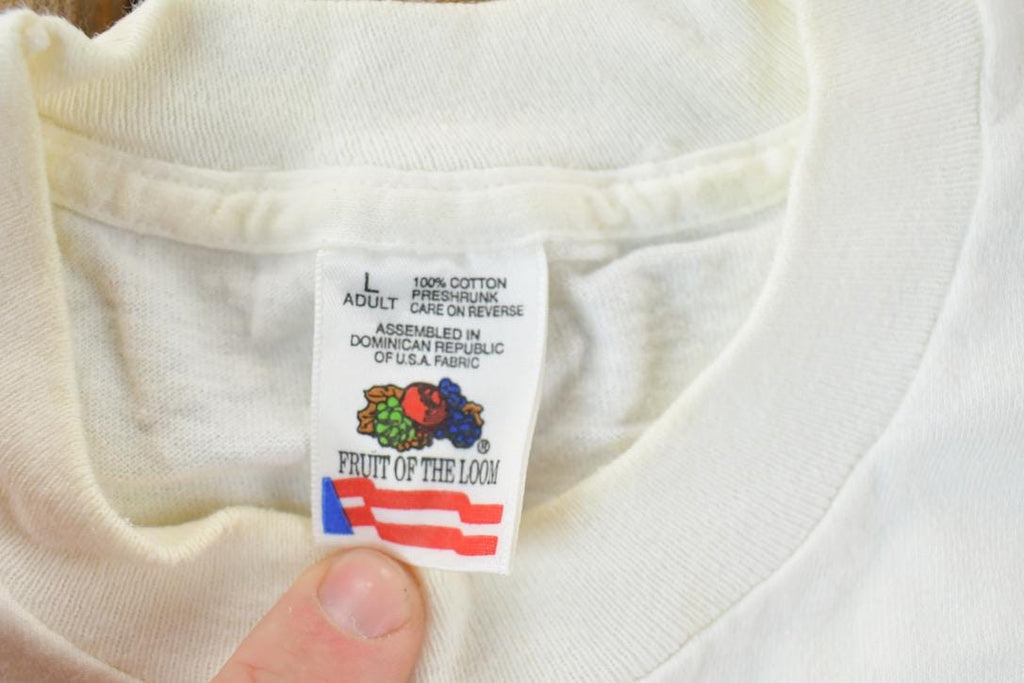 L
ADULT
100% COTTON
PRESHRUNK
CARE ON REVERSE
ASSEMBLED IN
DOMINICAN REPUBLIC
OF U.S.A. FABRIC
®
FRUIT OF THE LOOM